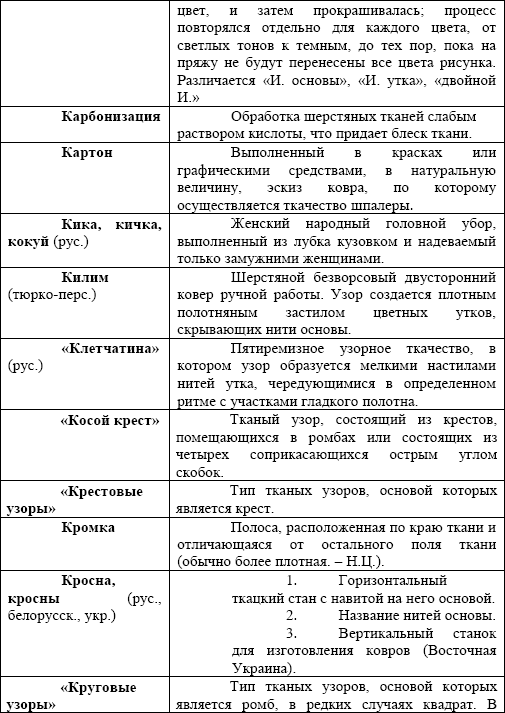 цвет, и затем прокрашивалась; процесс
повторялся отдельно для каждого цвета, от
светлых тонов к темным, до тех пор, пока на
пряжу не будут перенесены все цвета рисунка.
Различается «И. основы», «И. утка», «двойной
И.»
Карбонизация
Обработка шерстяных тканей слабым
раствором кислоты, что придает блеск ткани.
Картон
Выполненный в красках или
графическими средствами, в натуральную
величину, эскиз ковра, по которому
осуществляется ткачество шпалеры.
Кика, кичка,
кокуй (рус.)
Женский народный головной убор,
выполненный из лубка кузовком и надеваемый
только замужними женщинами.
Килим
(тюрко-перс.)
Шерстяной безворсовый двусторонний
ковер ручной работы. Узор создается плотным
полотняным застилом цветных утков,
скрывающих нити основы.
«Клетчатина»
(рус.)
Пятиремизное узорное ткачество, в
котором узор образуется мелкими настилами
нитей утка, чередующимися в определенном
ритме с участками гладкого полотна.
«Косой крест»
Тканый узор, состоящий из крестов,
помещающихся в ромбах или состоящих из
четырех соприкасающихся острым углом
скобок.
«Крестовые
узоры»
Тип тканых узоров, основой которых
является крест.
Кромка
Полоса, расположенная по краю ткани и
отличающаяся от остального поля ткани
(обычно более плотная. – Н.Ц.).
Кросна,
кросны (рус.,
белорусск., укр.)
1. Горизонтальный
ткацкий стан с навитой на него основой.
2. Название нитей основы.
3. Вертикальный станок
для изготовления ковров (Восточная
Украина).
«Круговые
узоры»
Тип тканых узоров, основой которых
является ромб, в редких случаях квадрат. В